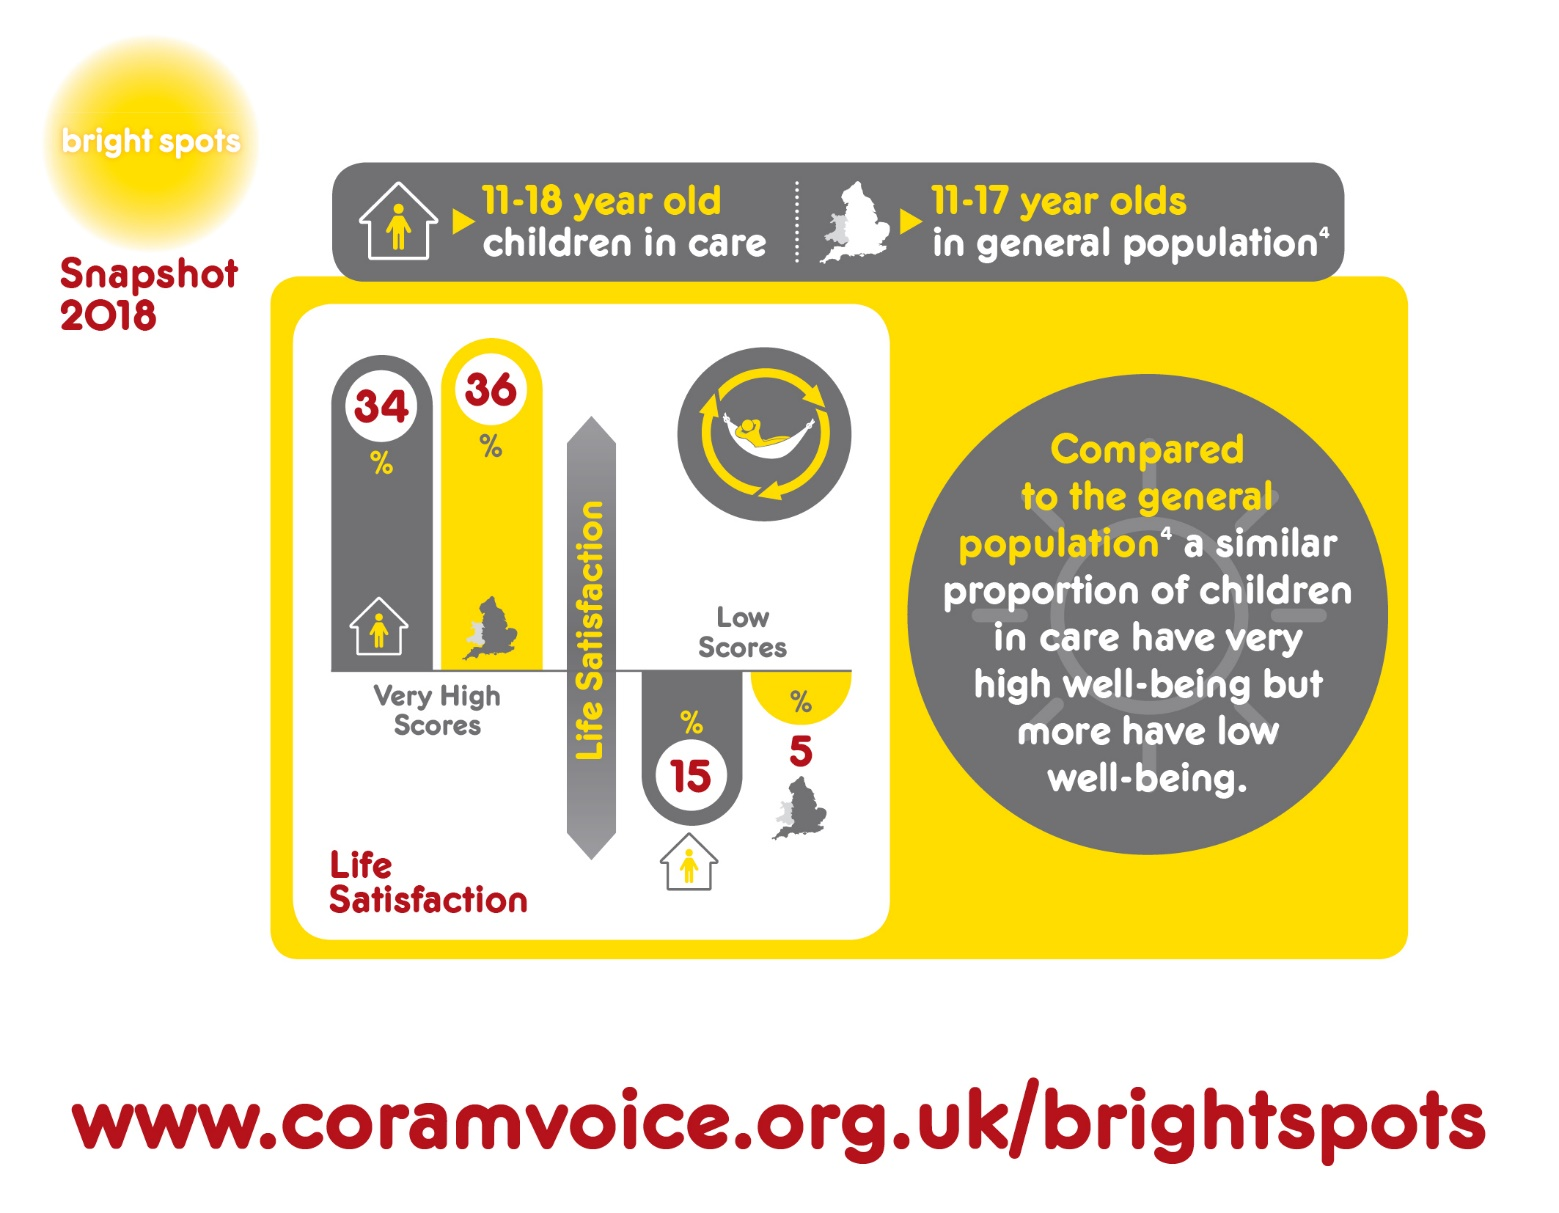 bright spots
Snapshot
2018
11-18 year old
children in care
11-17 year olds
in general population⁴
34
%
36
%
Very High
Scores
Life Satisfaction
Low
Scores
%
15
%
5
Life
Satisfaction
Compared
to the general
population⁴ a similar
proportion of children
in care have very
high well-being but
more have low
well-being.
www.coramvoice.org.uk/brightspots